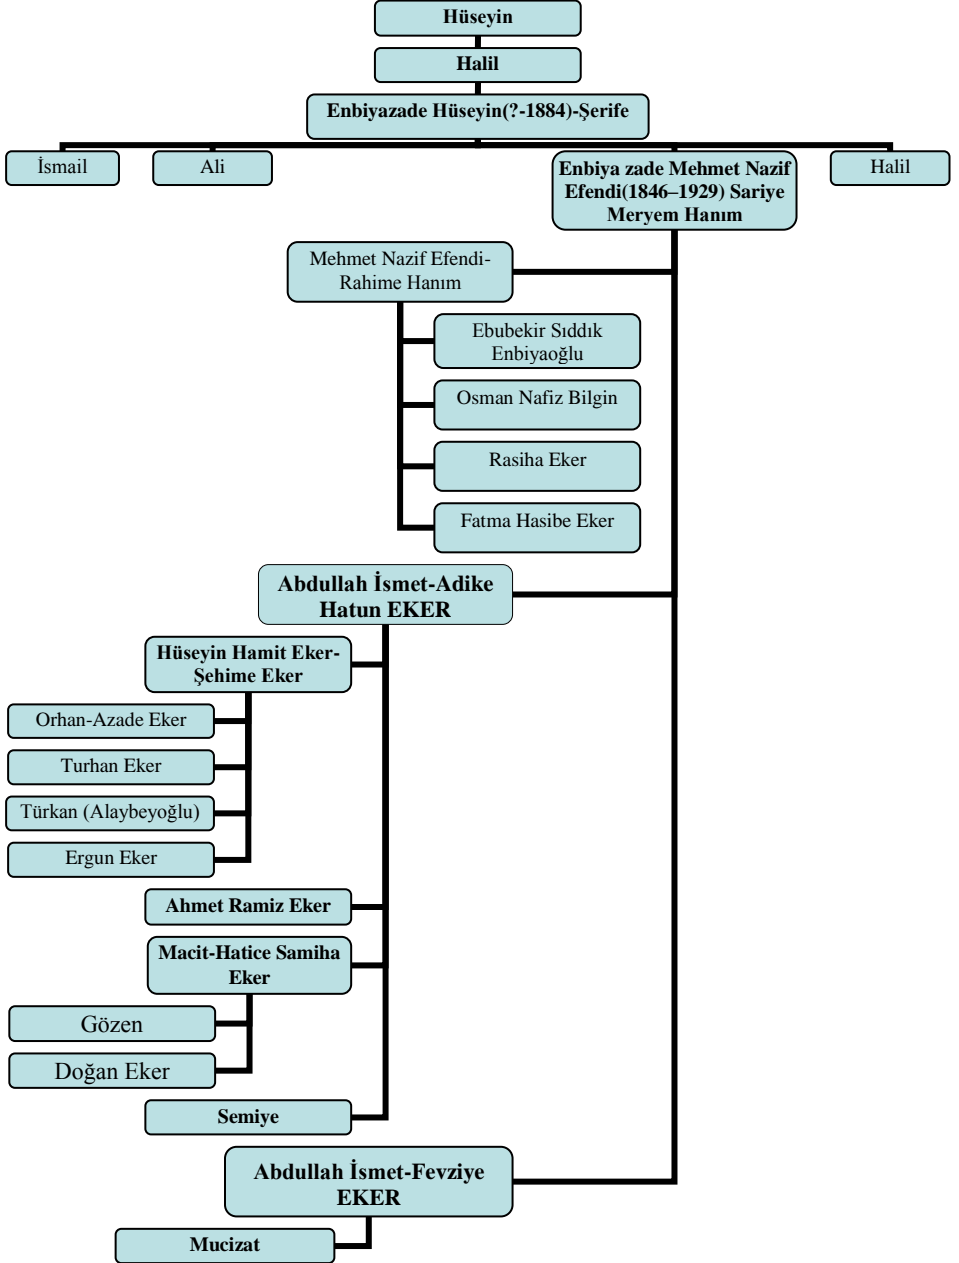 Hüseyin
Halil
Enbiyazade Hüseyin(?-1884)-Şerife
İsmail
Ali
Enbiya zade Mehmet Nazif
Efendi(1846–1929) Sariye
Meryem Hanım
Halil
Mehmet Nazif Efendi-
Rahime Hanım
Ebubekir Sıddık
Enbiyaoğlu
Osman Nafiz Bilgin
Rasiha Eker
Fatma Hasibe Eker
Abdullah İsmet-Adike
Hatun EKER
Hüseyin Hamit Eker-
Şehime Eker
Orhan-Azade Eker
Turhan Eker
Türkan (Alaybeyoğlu)
Ergun Eker
Ahmet Ramiz Eker
Macit-Hatice Samiha
Eker
Gözen
Doğan Eker
Semiye
Abdullah İsmet-Fevziye
EKER
Mucizat